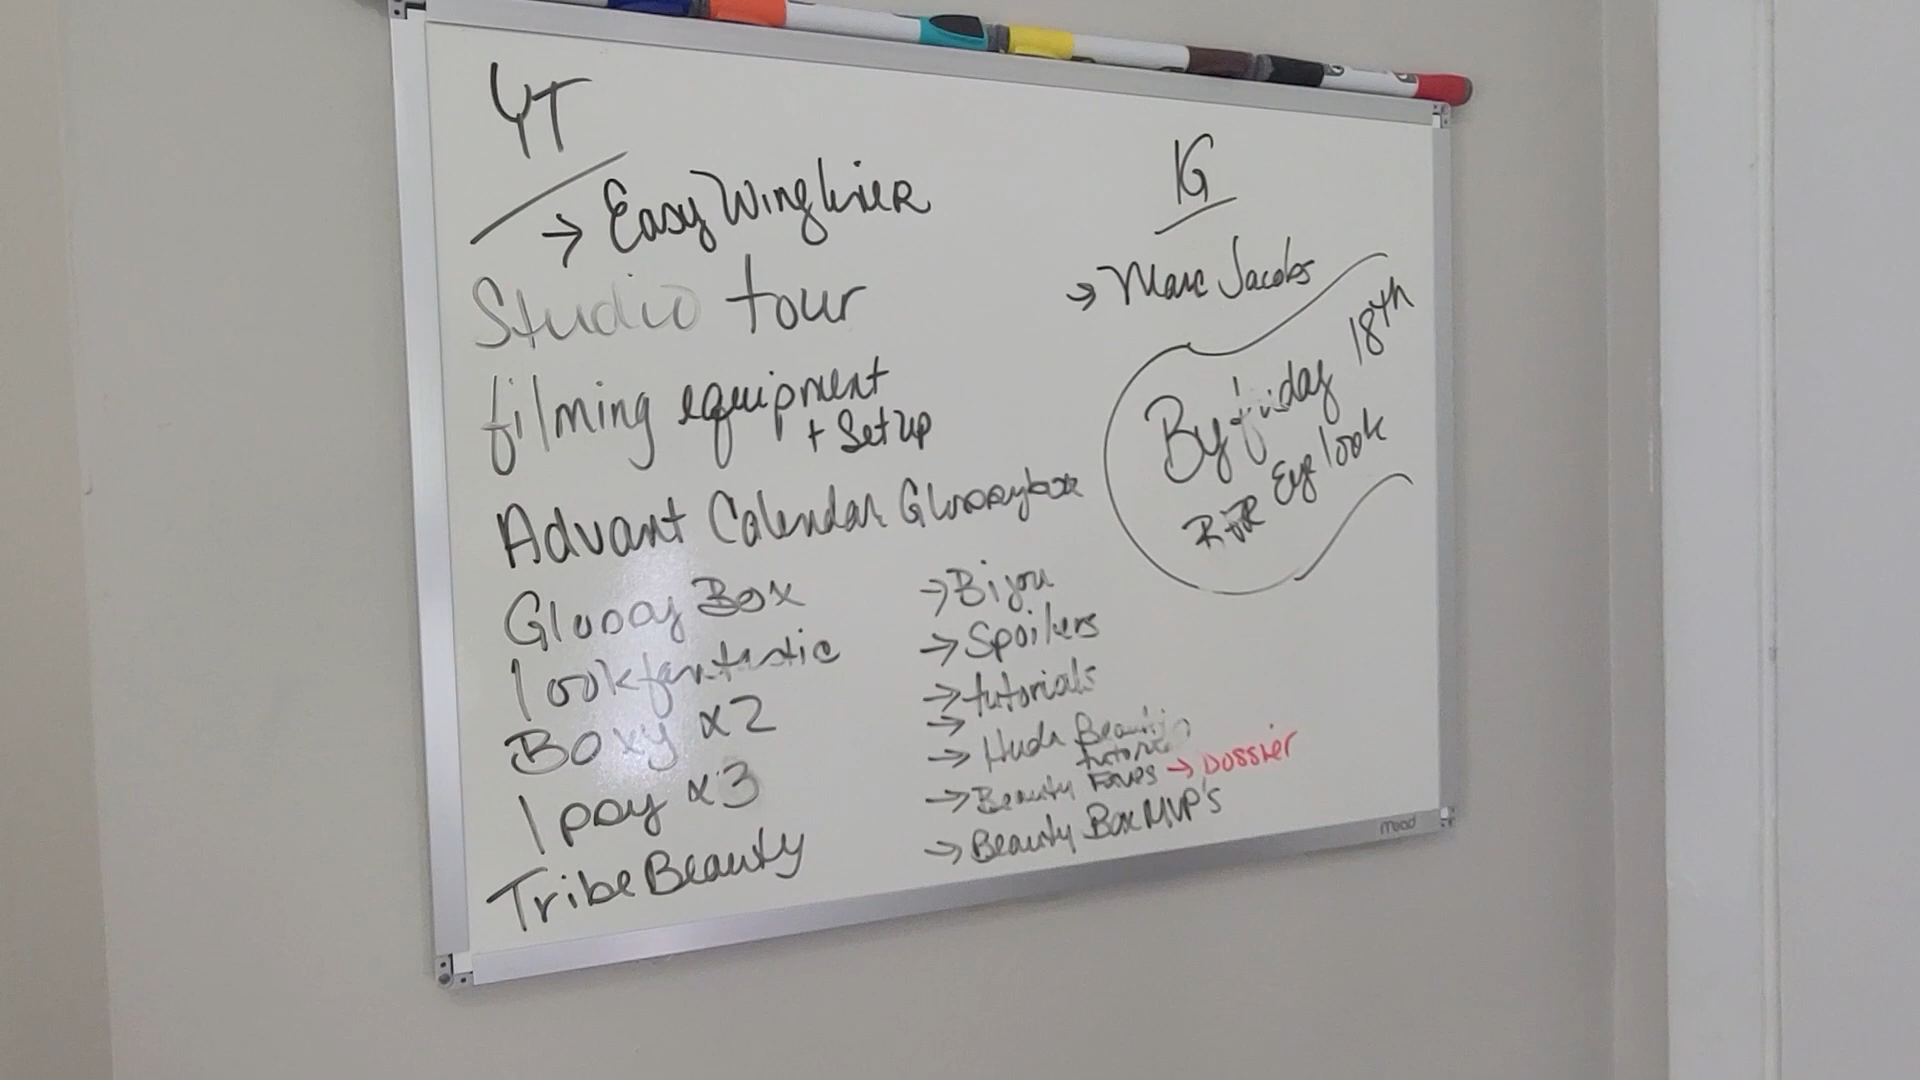 YT
→ Easy Wing liner
Studio tour
filming equipment
+ Set up
Advant Calendar Glossybox
Glossy Box
lookfantastic
Boxy x2
Ipsy x3
Tribe Beauty
→ Bijou
→ Spoilers
→ tutorials
→
→ Huda Beauty
→ Beauty Faves → Dossier
→ Beauty Box MVP's
IG
→ Marc Jacobs
By friday 18th
Eye look
mead